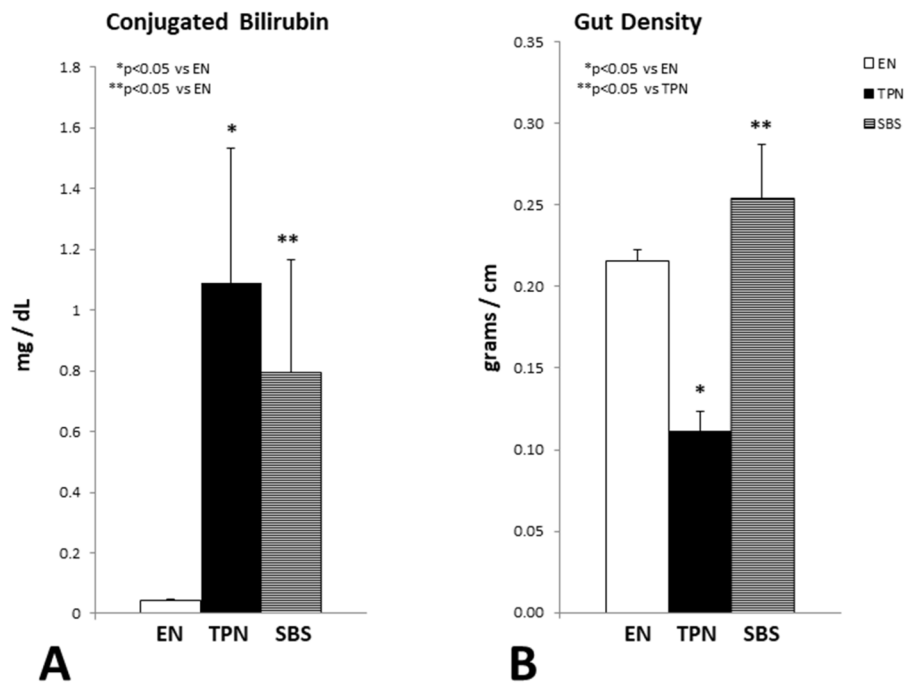 Conjugated Bilirubin
*p<0.05 vs EN
**p<0.05 vs EN
1.8
1.6
1.4
1.2
1
0.8
0.6
0.4
0.2
0
mg / dL
*
**
EN TPN SBS
A
Gut Density
*p<0.05 vs EN
**p<0.05 vs TPN
0.35
0.30
0.25
0.20
0.15
0.10
0.05
0.00
grams / cm
*
**
EN TPN SBS
B
EN
TPN
SBS